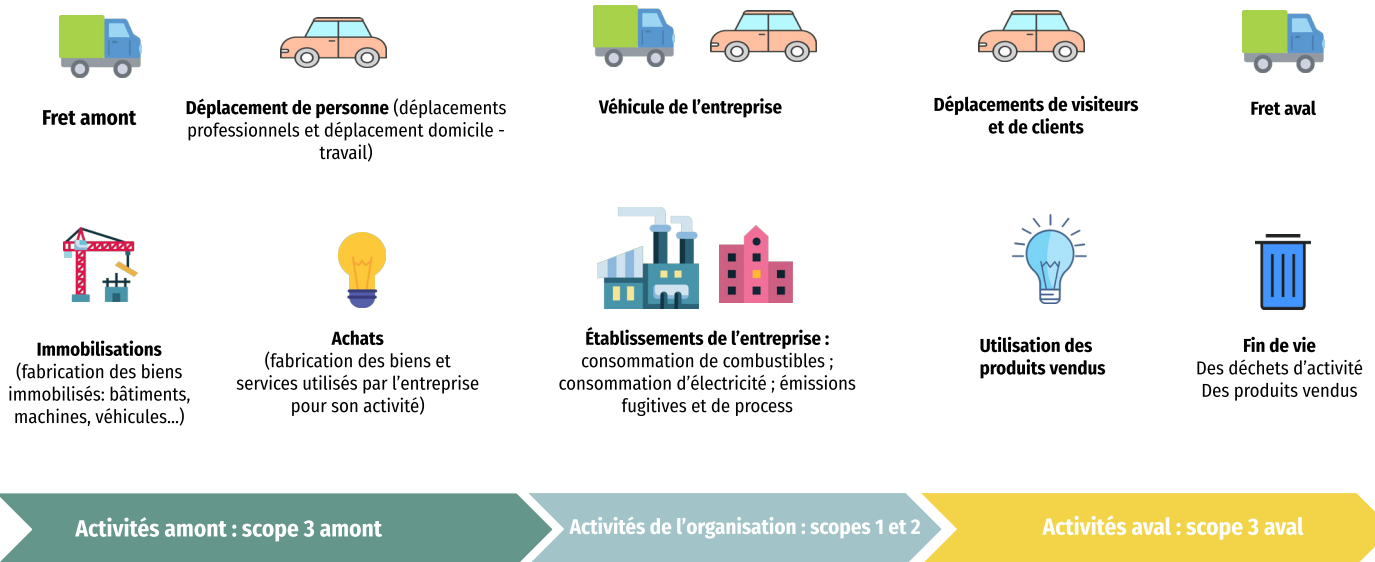 Fret amont
Déplacement de personne (déplacements
professionnels et déplacement domicile -
travail)
Véhicule de l'entreprise
Déplacements de visiteurs
et de clients
Fret aval
Immobilisations
(fabrication des biens
immobilisés: bâtiments,
machines, véhicules...)
Achats
(fabrication des biens et
services utilisés par l'entreprise
pour son activité)
Établissements de l'entreprise :
consommation de combustibles ;
consommation d'électricité ; émissions
fugitives et de process
Utilisation des
produits vendus
Fin de vie
Des déchets d'activité
Des produits vendus
Activités amont : scope 3 amont
Activités de l'organisation : scopes 1 et 2
Activités aval : scope 3 aval